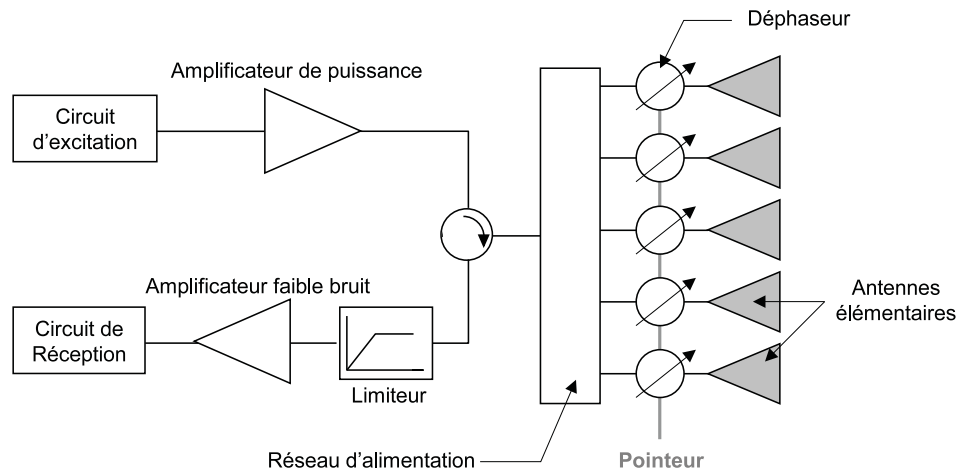 Déphaseur
Amplificateur de puissance
Circuit
d'excitation
Amplificateur faible bruit
Circuit de
Réception
Limiteur
Antennes
élémentaires
Réseau d'alimentation
Pointeur